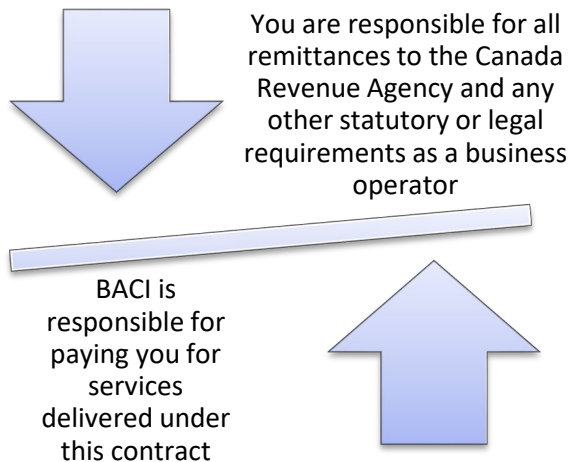 You are responsible for all
remittances to the Canada
Revenue Agency and any
other statutory or legal
requirements as a business
operator
BACI is
responsible for
paying you for
services
delivered under
this contract